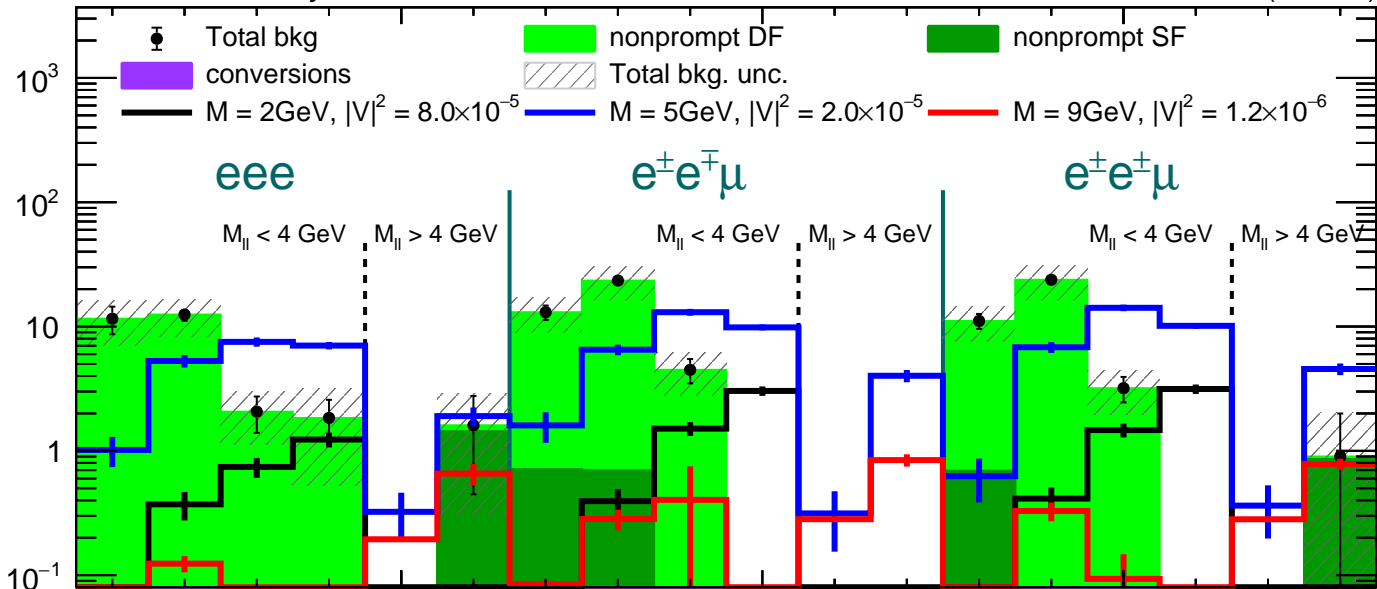 Total bkg nonprompt DF nonprompt SF
conversions Total bkg. unc.
M = 2GeV, |V|² = 8.0×10⁻⁵ M = 5GeV, |V|² = 2.0×10⁻⁵ M = 9GeV, |V|² = 1.2×10⁻⁶
eee e±e∓μ e±e±μ
M_ll < 4 GeV M_ll > 4 GeV M_ll < 4 GeV M_ll > 4 GeV M_ll < 4 GeV M_ll > 4 GeV
10³
10²
10
1
10⁻¹